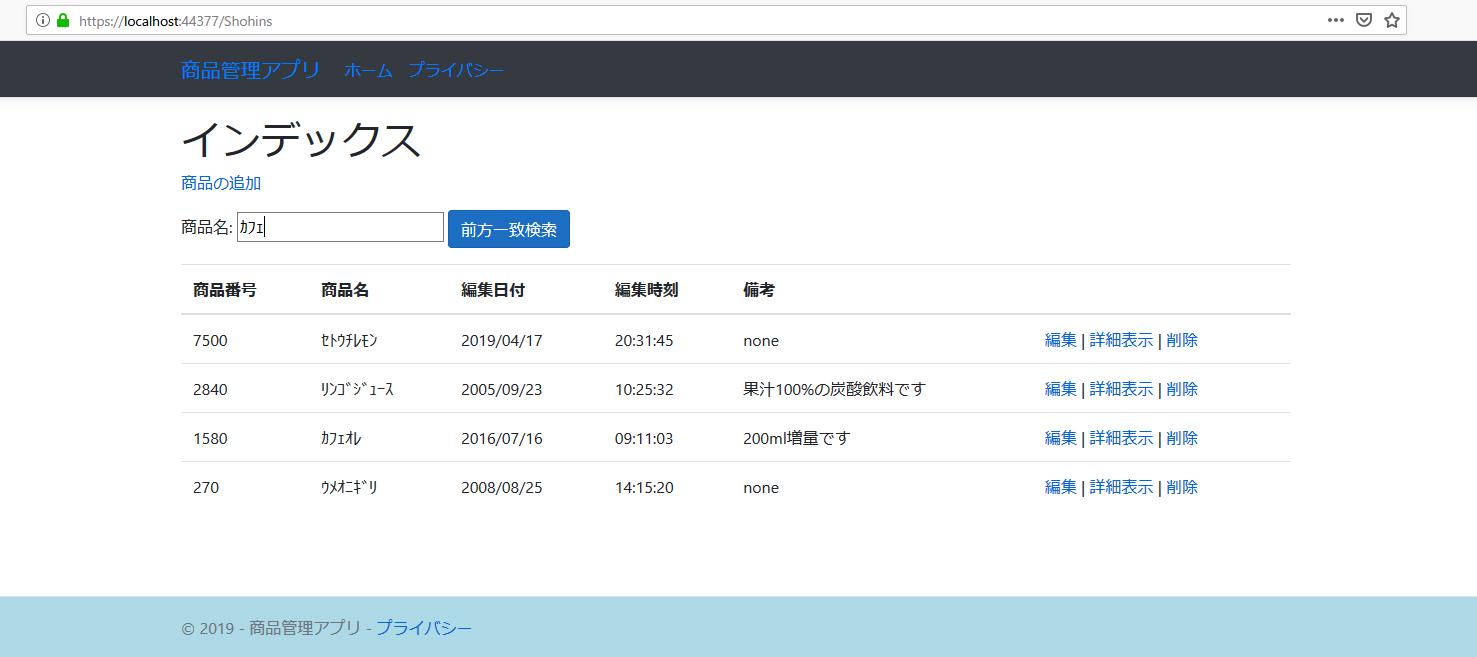 https://localhost:44377/Shohins
商品管理アプリ ホーム プライバシー
インデックス
商品の追加
商品名: ｶﾌｪ 前方一致検索
商品番号 商品名 編集日付 編集時刻 備考
7500 ｾﾄｳﾁﾚﾓﾝ 2019/04/17 20:31:45 none 編集 | 詳細表示 | 削除
2840 ﾘﾝｺﾞｼﾞｭｰｽ 2005/09/23 10:25:32 果汁100%の炭酸飲料です 編集 | 詳細表示 | 削除
1580 ｶﾌｪｵﾚ 2016/07/16 09:11:03 200ml増量です 編集 | 詳細表示 | 削除
270 ｳﾒｵﾆｷﾞﾘ 2008/08/25 14:15:20 none 編集 | 詳細表示 | 削除
© 2019 - 商品管理アプリ - プライバシー